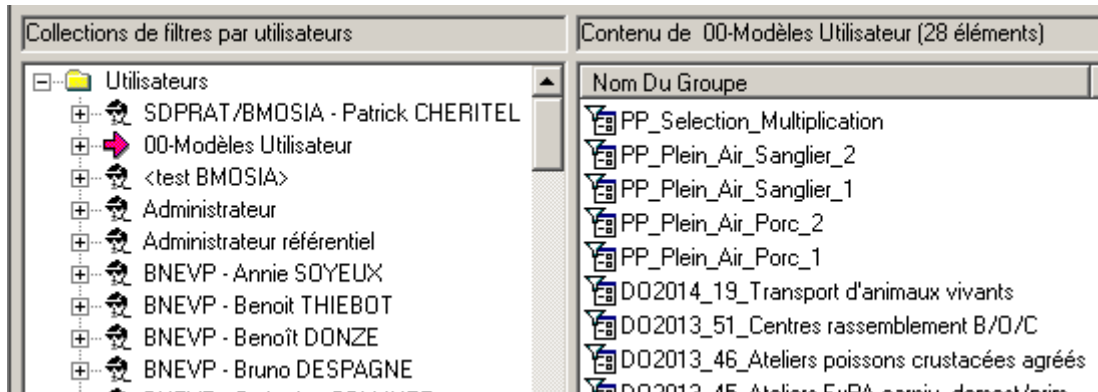 Collections de filtres par utilisateurs
Utilisateurs
SDPRAT/BMOSIA - Patrick CHERITEL
00-Modèles Utilisateur
<test BMOSIA>
Administrateur
Administrateur référentiel
BNEVP - Annie SOYEUX
BNEVP - Benoit THIEBOT
BNEVP - Benoît DONZE
BNEVP - Bruno DESPAGNE
Contenu de 00-Modèles Utilisateur (28 éléments)
Nom Du Groupe
PP_Selection_Multiplication
PP_Plein_Air_Sanglier_2
PP_Plein_Air_Sanglier_1
PP_Plein_Air_Porc_2
PP_Plein_Air_Porc_1
DO2014_19_Transport d'animaux vivants
DO2013_51_Centres rassemblement B/O/C
DO2013_46_Ateliers poissons crustacées agréés